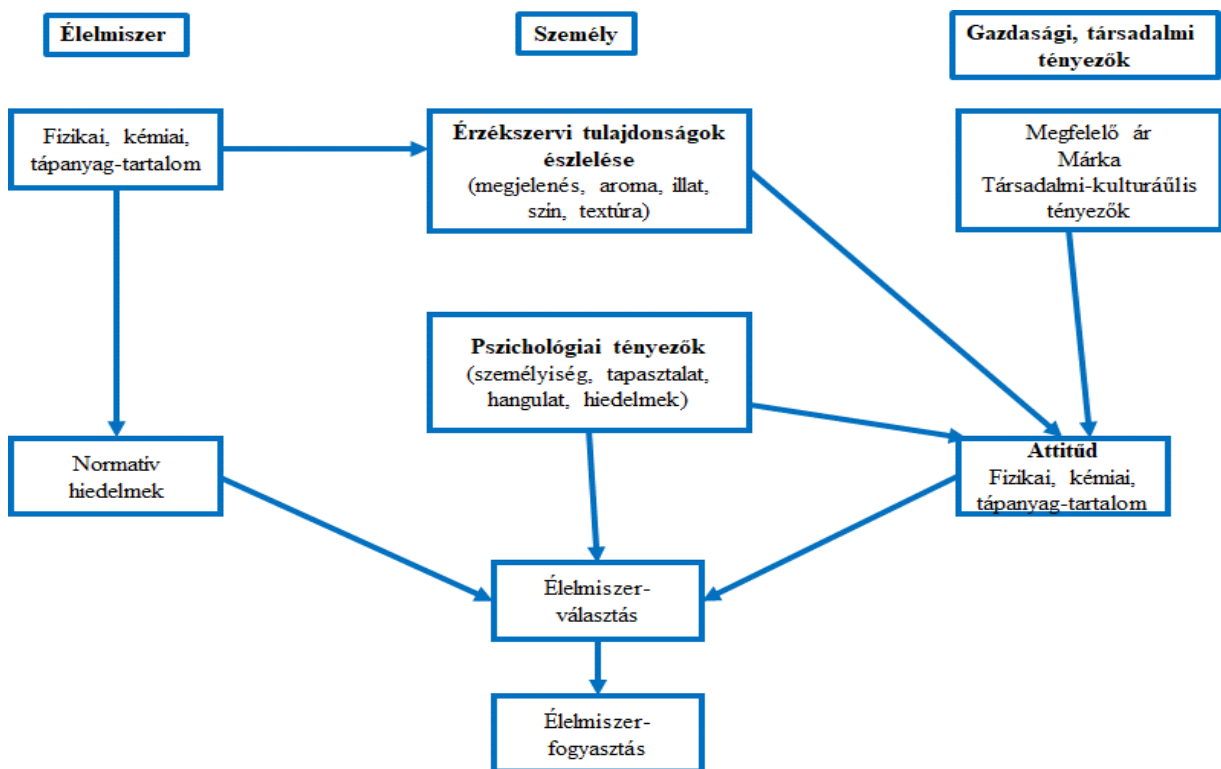 Élelmiszer
Személy
Gazdasági, társadalmi
tényezők
Fizikai, kémiai,
tápanyag-tartalom
Érzékszervi tulajdonságok
észlelése
(megjelenés, aroma, illat,
szín, textúra)
Megfelelő ár
Márka
Társadalmi-kulturáűlis
tényezők
Pszichológiai tényezők
(személyiség, tapasztalat,
hangulat, hiedelmek)
Normatív
hiedelmek
Attitűd
Fizikai, kémiai,
tápanyag-tartalom
Élelmiszer-
választás
Élelmiszer-
fogyasztás